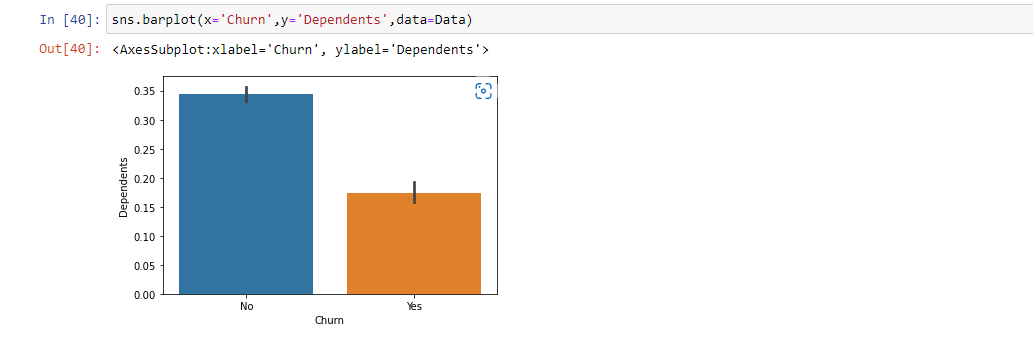 In [40]: sns.barplot(x='Churn',y='Dependents',data=Data)
Out[40]: <AxesSubplot:xlabel='Churn', ylabel='Dependents'>
0.35
0.30
0.25
0.20
0.15
0.10
0.05
0.00
Dependents
No Yes
Churn